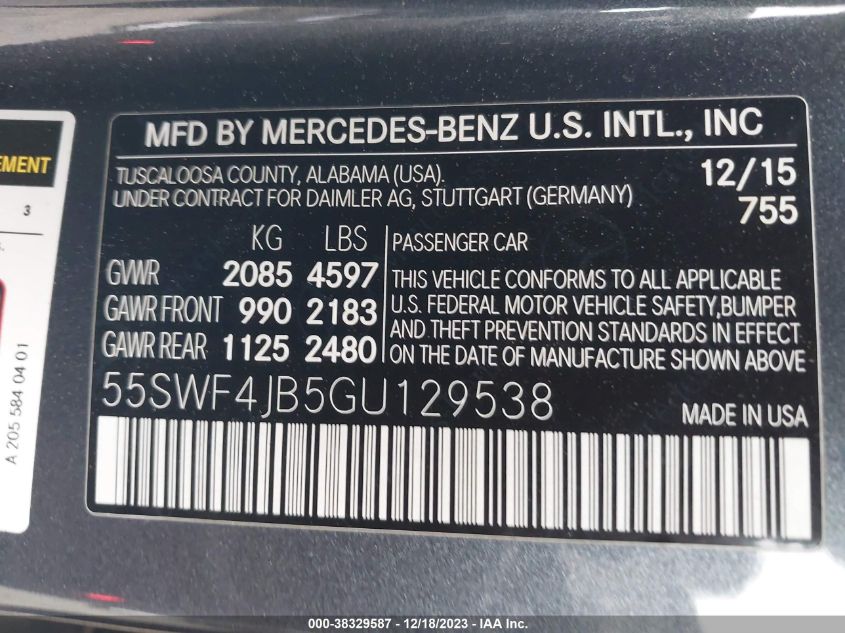 EMENT
3
S.
A 205 584 04 01
MFD BY MERCEDES-BENZ U.S. INTL., INC
TUSCALOOSA COUNTY, ALABAMA (USA).
UNDER CONTRACT FOR DAIMLER AG, STUTTGART (GERMANY)
12/15
755
KG LBS
GVWR 2085 4597
GAWR FRONT 990 2183
GAWR REAR 1125 2480
PASSENGER CAR
THIS VEHICLE CONFORMS TO ALL APPLICABLE
U.S. FEDERAL MOTOR VEHICLE SAFETY,BUMPER
AND THEFT PREVENTION STANDARDS IN EFFECT
ON THE DATE OF MANUFACTURE SHOWN ABOVE
55SWF4JB5GU129538
MADE IN USA
000-38329587 - 12/18/2023 - IAA Inc.